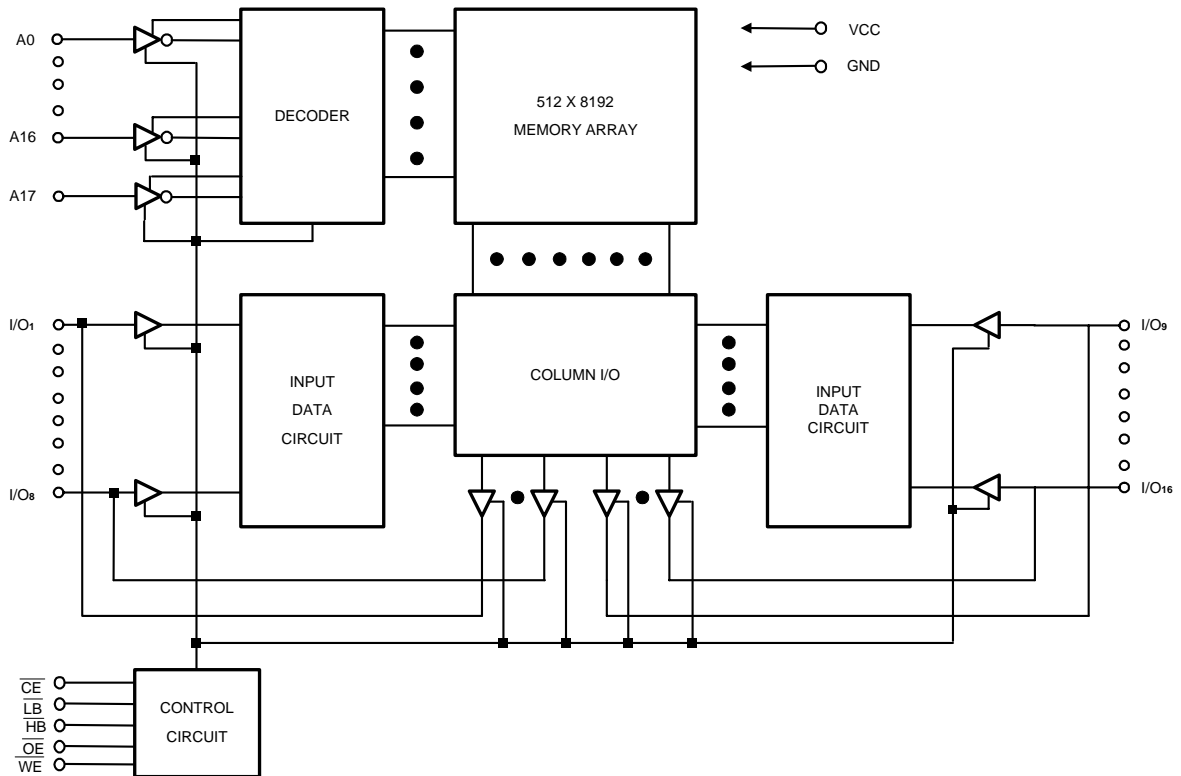 A0
A16
A17
DECODER
512 X 8192
MEMORY ARRAY
VCC
GND
I/O1
I/O8
INPUT
DATA
CIRCUIT
COLUMN I/O
INPUT
DATA
CIRCUIT
I/O9
I/O16
CE
LB
HB
OE
WE
CONTROL
CIRCUIT